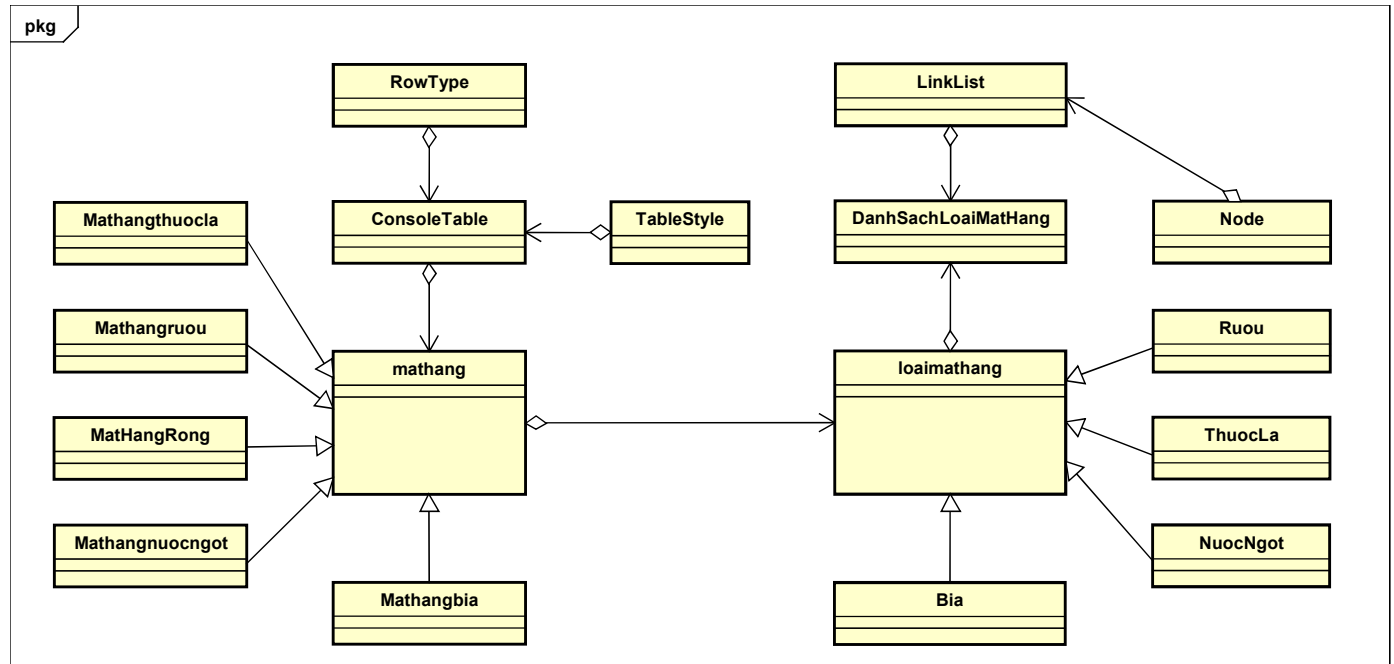 pkg
RowType
LinkList
Mathangthuocla
ConsoleTable
TableStyle
DanhSachLoaiMatHang
Node
Mathangruou
Ruou
mathang
loaimathang
MatHangRong
ThuocLa
Mathangnuocngot
NuocNgot
Mathangbia
Bia